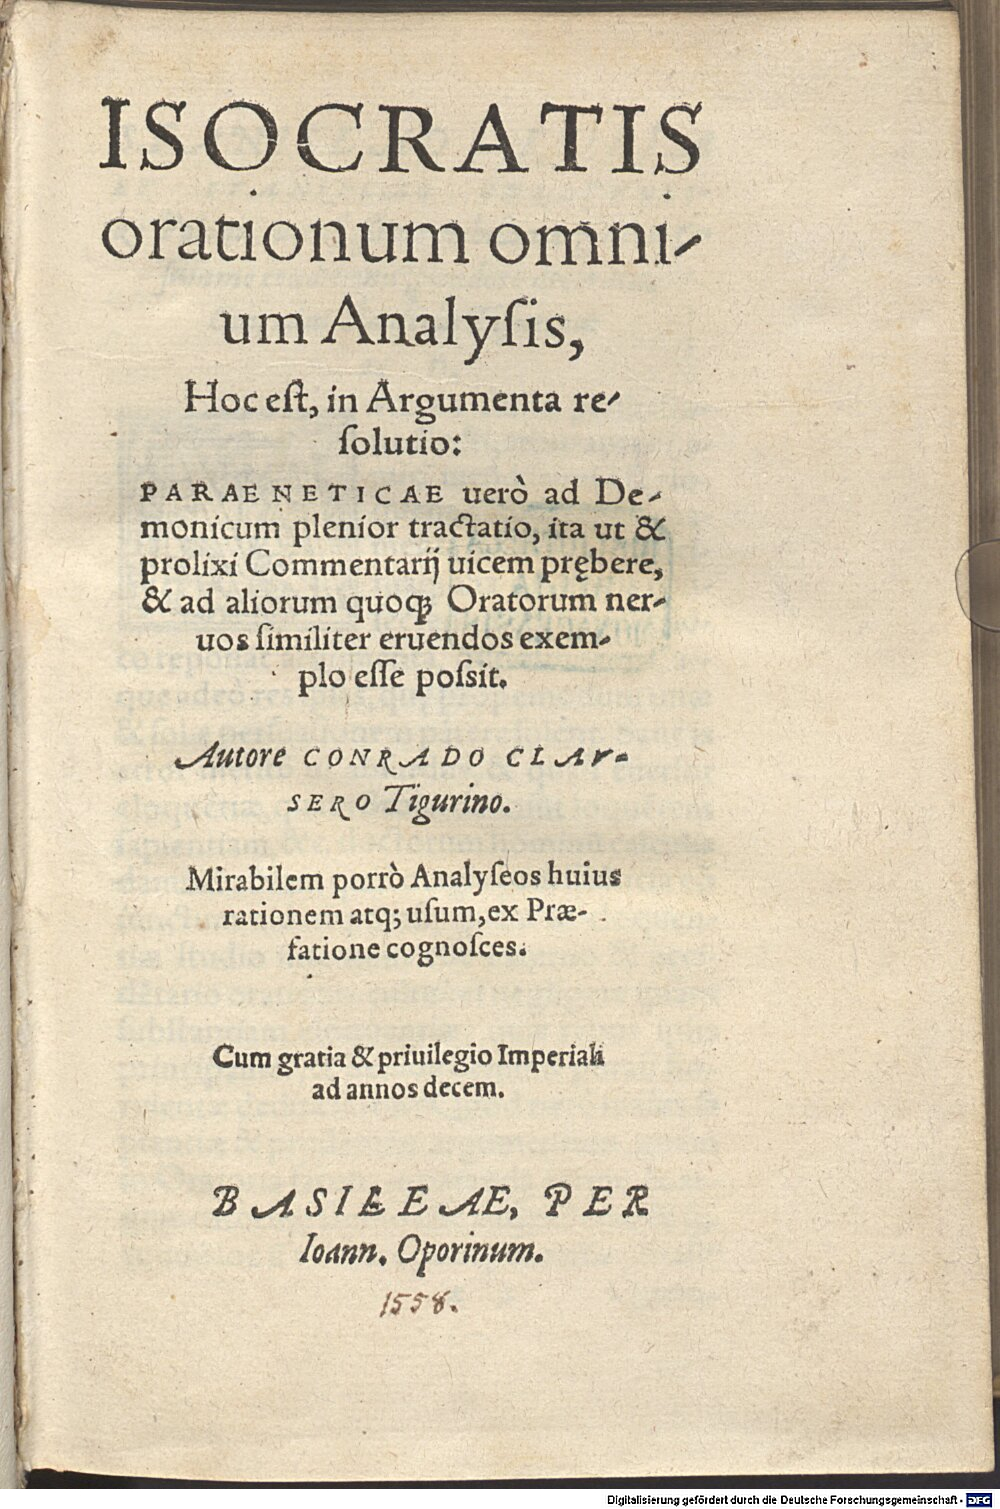 ISOCRATIS
orationum omni-
um Analyſis,
Hoc eſt, in Argumenta re-
ſolutio:
PARAENETICAE uerò ad De-
monicum plenior tractatio, ita ut &
prolixi Commentarij uicem prębere,
& ad aliorum quoqꝫ Oratorum ner-
uos ſimiliter eruendos exem-
plo eſſe poſsit.
Autore CONRADO CLAV-
SERO Tigurino.
Mirabilem porrò Analyſeos huius
rationem atq; uſum, ex Præ-
fatione cognoſces.
Cum gratia & priuilegio Imperiali
ad annos decem.
BASILEAE, PER
Ioann. Oporinum.
1558.
Digitalisierung gefördert durch die Deutsche Forschungsgemeinschaft - DFG